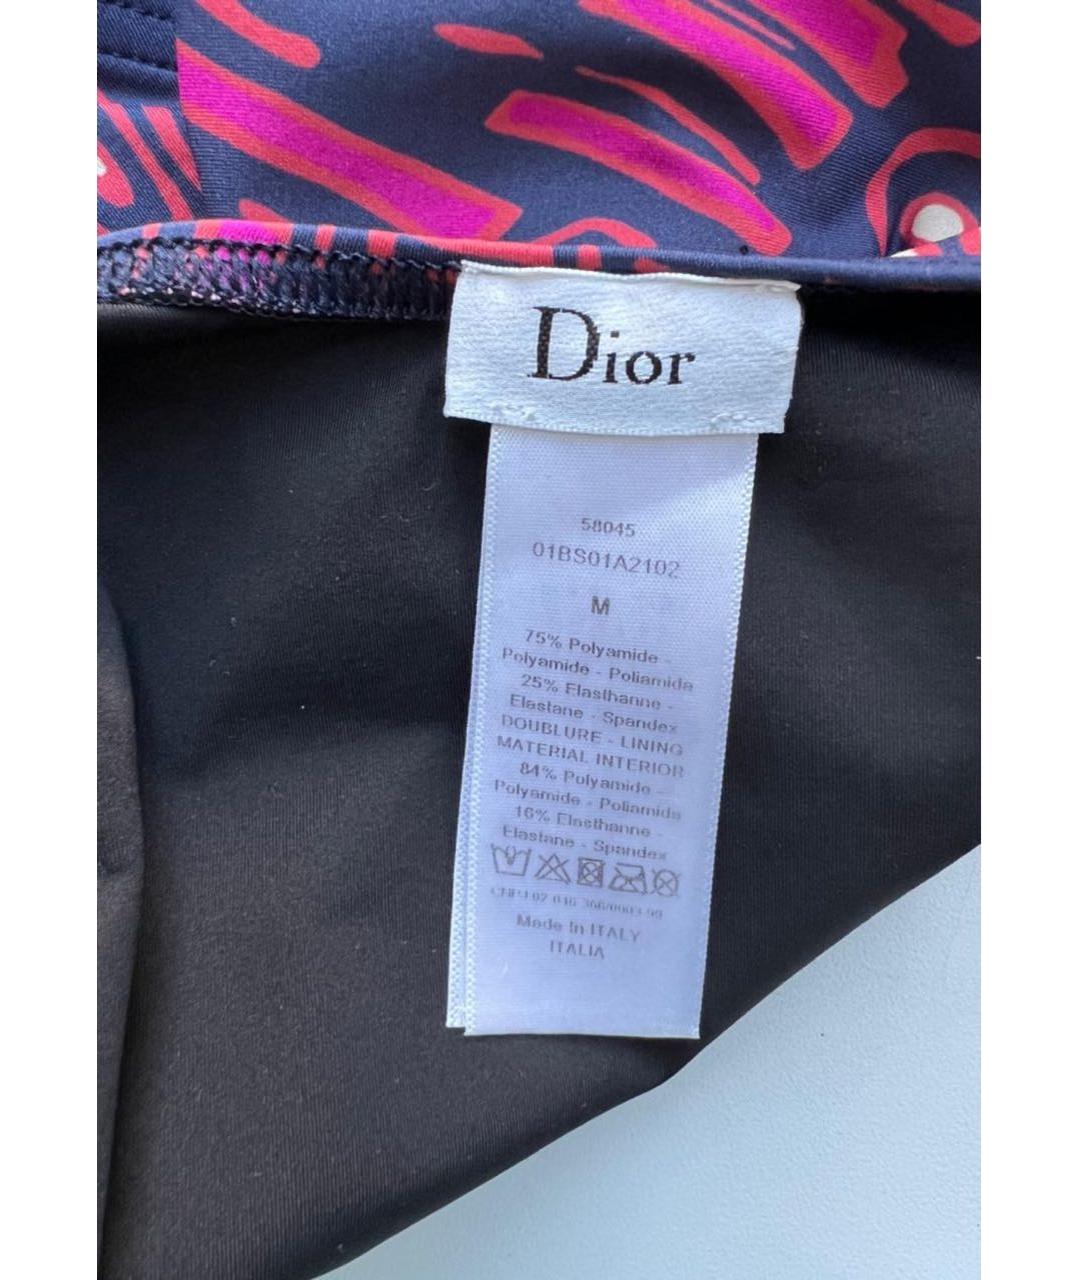 Dior
58045
01BS01A2102
M
75% Polyamide -
Polyamide - Poliamida
25% Elasthanne -
Elastane - Spandex
DOUBLURE - LINING
MATERIAL INTERIOR
84% Polyamide -
Polyamide - Poliamida
16% Elasthanne -
Elastane - Spandex
Made In ITALY
ITALIA